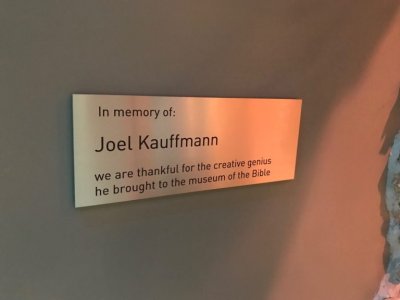 In memory of:
Joel Kauffmann
we are thankful for the creative genius
he brought to the museum of the Bible